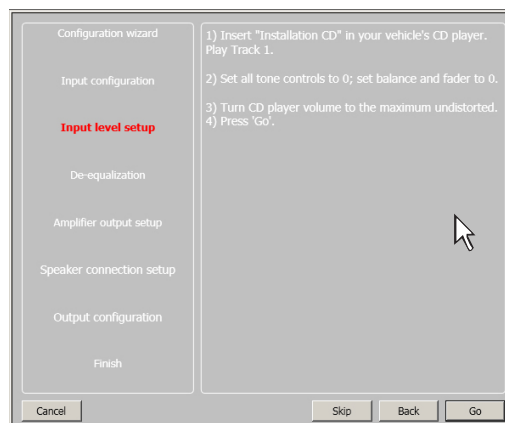 Configuration wizard
Input configuration
Input level setup
De-equalization
Amplifier output setup
Speaker connection setup
Output configuration
Finish
1) Insert "Installation CD" in your vehicle's CD player.
Play Track 1.
2) Set all tone controls to 0; set balance and fader to 0.
3) Turn CD player volume to the maximum undistorted.
4) Press 'Go'.
Cancel
Skip
Back
Go